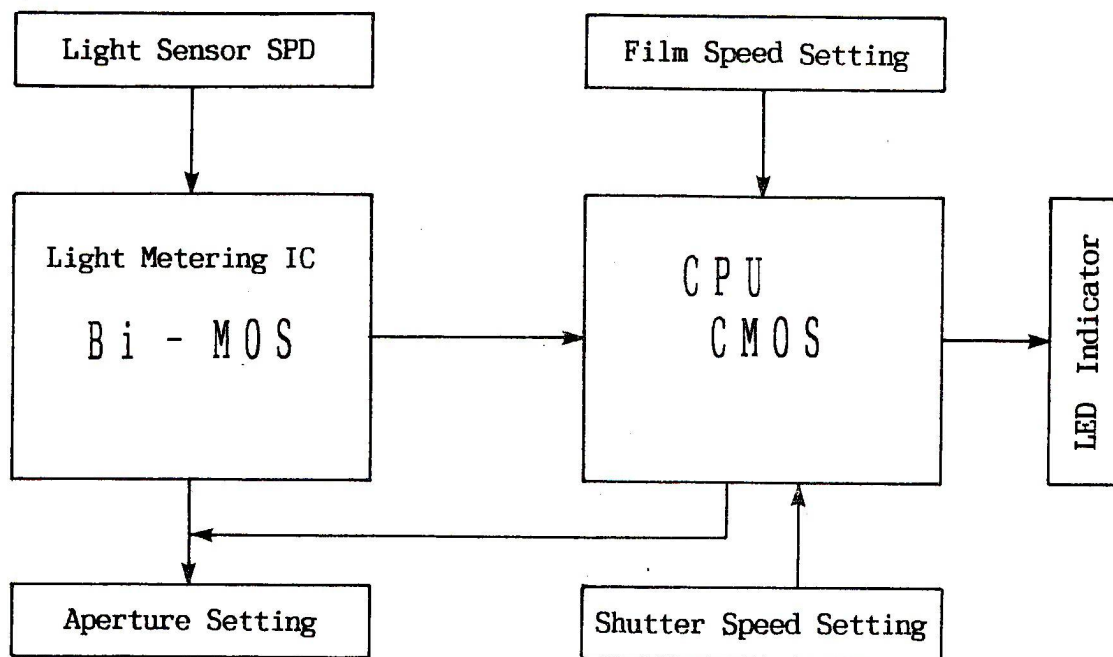 Light Sensor SPD
Film Speed Setting
Light Metering IC
Bi - MOS
CPU
CMOS
LED Indicator
Aperture Setting
Shutter Speed Setting